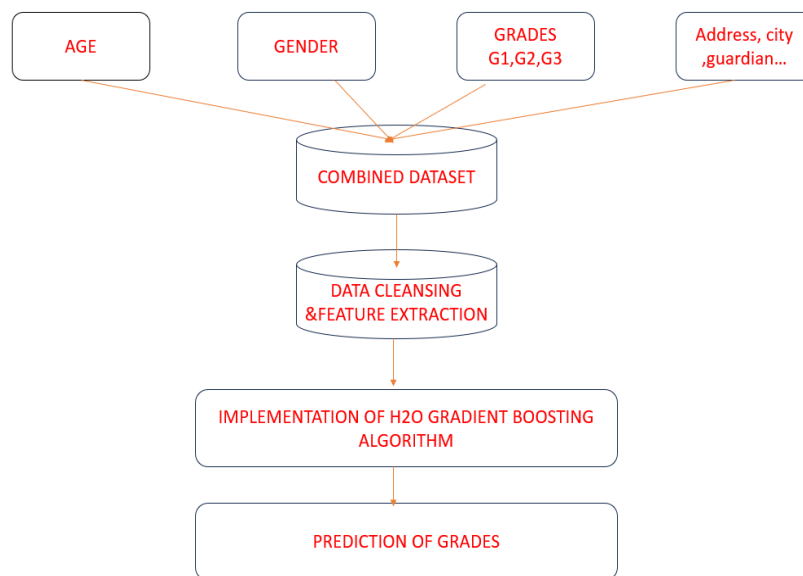 AGE
GENDER
GRADES
G1,G2,G3
Address, city
,guardian...
COMBINED DATASET
DATA CLEANSING
&FEATURE EXTRACTION
IMPLEMENTATION OF H2O GRADIENT BOOSTING
ALGORITHM
PREDICTION OF GRADES